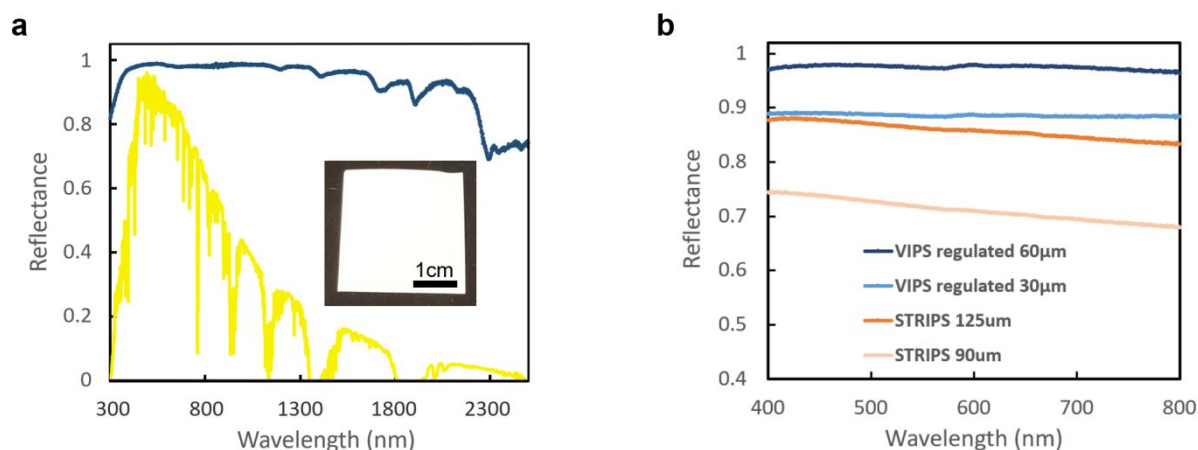 a
Reflectance
1
0.8
0.6
0.4
0.2
0
300
800
1300
1800
2300
Wavelength (nm)
1cm
b
Reflectance
1
0.9
0.8
0.7
0.6
0.5
0.4
400
500
600
700
800
Wavelength (nm)
VIPS regulated 60µm
VIPS regulated 30µm
STRIPS 125um
STRIPS 90um